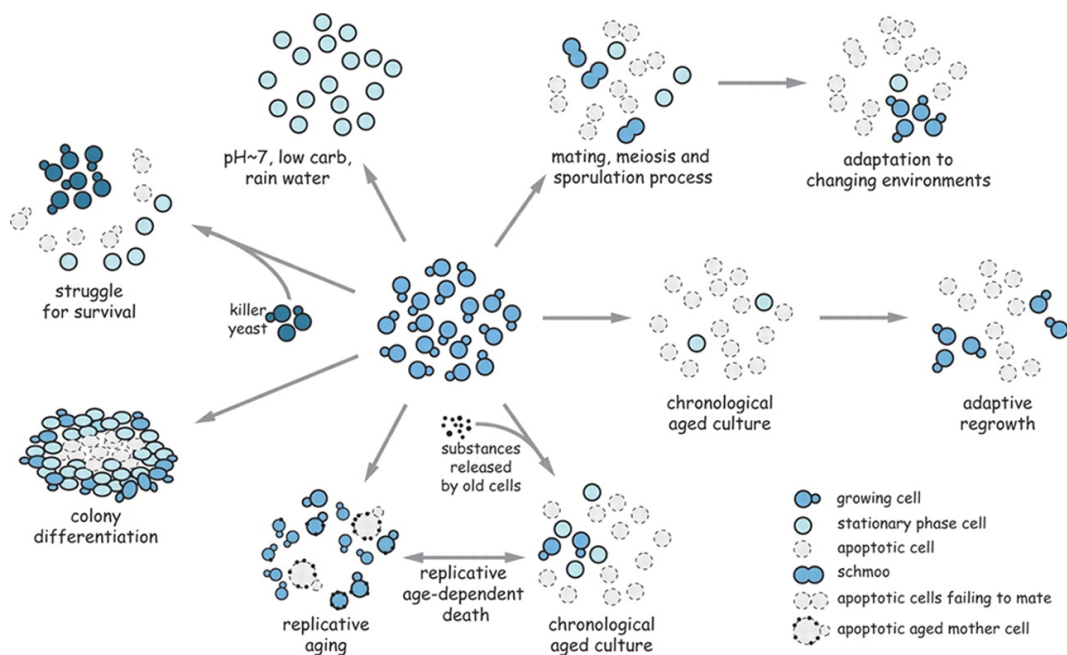 pH~7, low carb,
rain water
mating, meiosis and
sporulation process
adaptation to
changing environments
struggle
for survival
killer
yeast
chronological
aged culture
adaptive
regrowth
colony
differentiation
substances
released
by old cells
replicative
age-dependent
death
replicative
aging
chronological
aged culture
growing cell
stationary phase cell
apoptotic cell
schmoo
apoptotic cells failing to mate
apoptotic aged mother cell